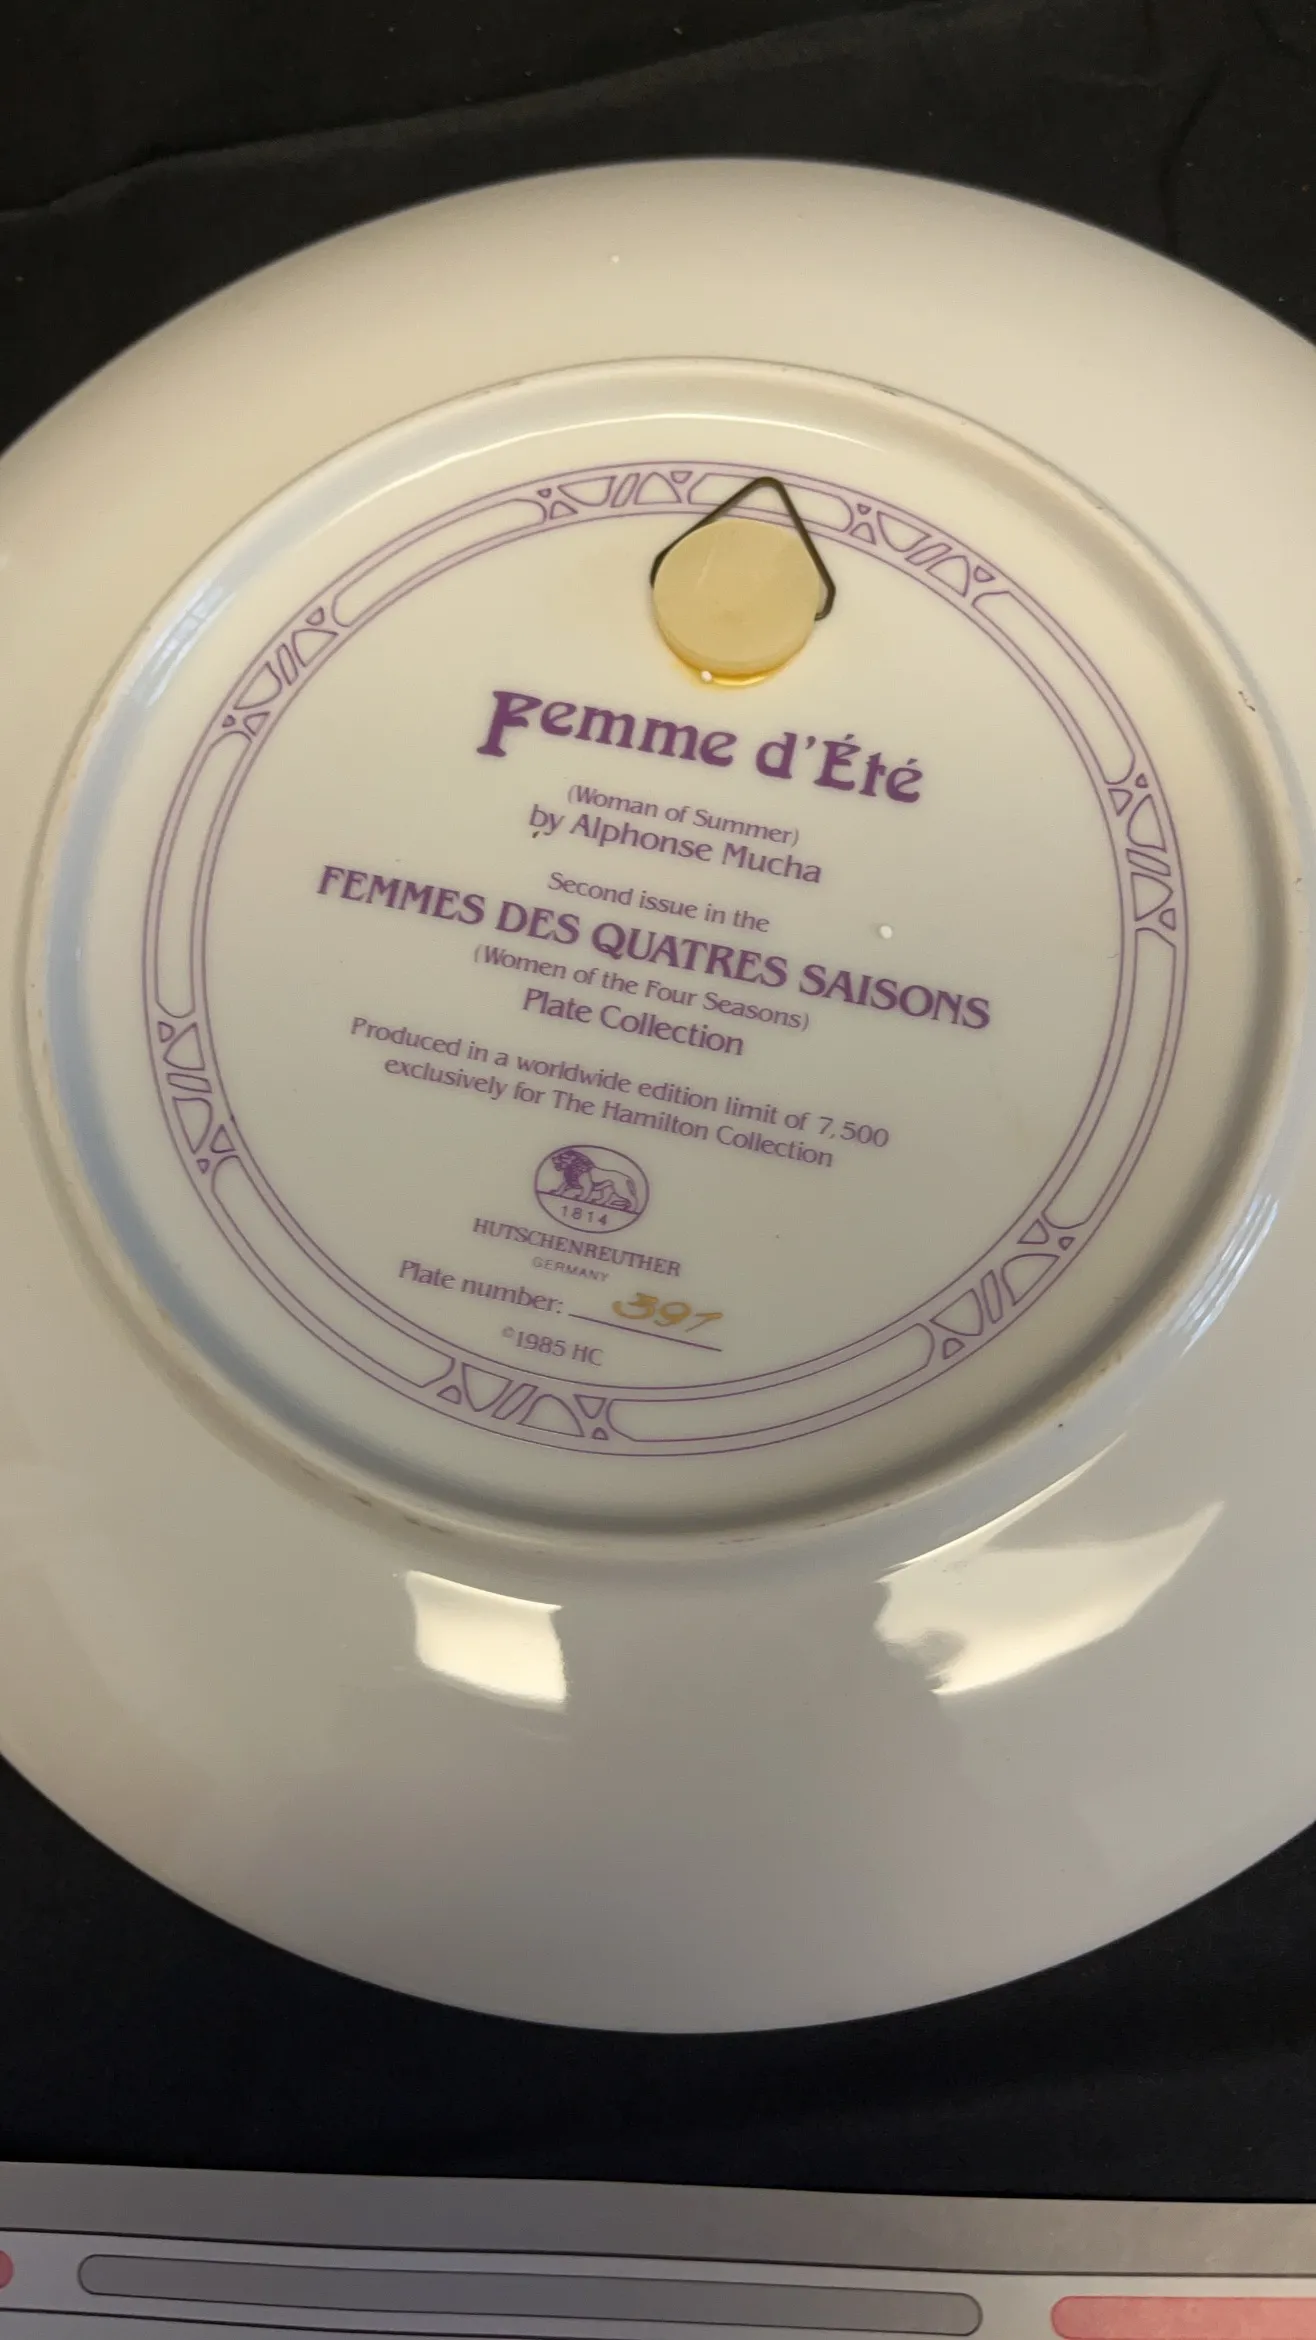 Femme d'Été
(Woman of Summer)
by Alphonse Mucha
Second issue in the
FEMMES DES QUATRES SAISONS
(Women of the Four Seasons)
Plate Collection
Produced in a worldwide edition limit of 7,500
exclusively for The Hamilton Collection
1814
HUTSCHENREUTHER
GERMANY
Plate number: 391
©1985 HC